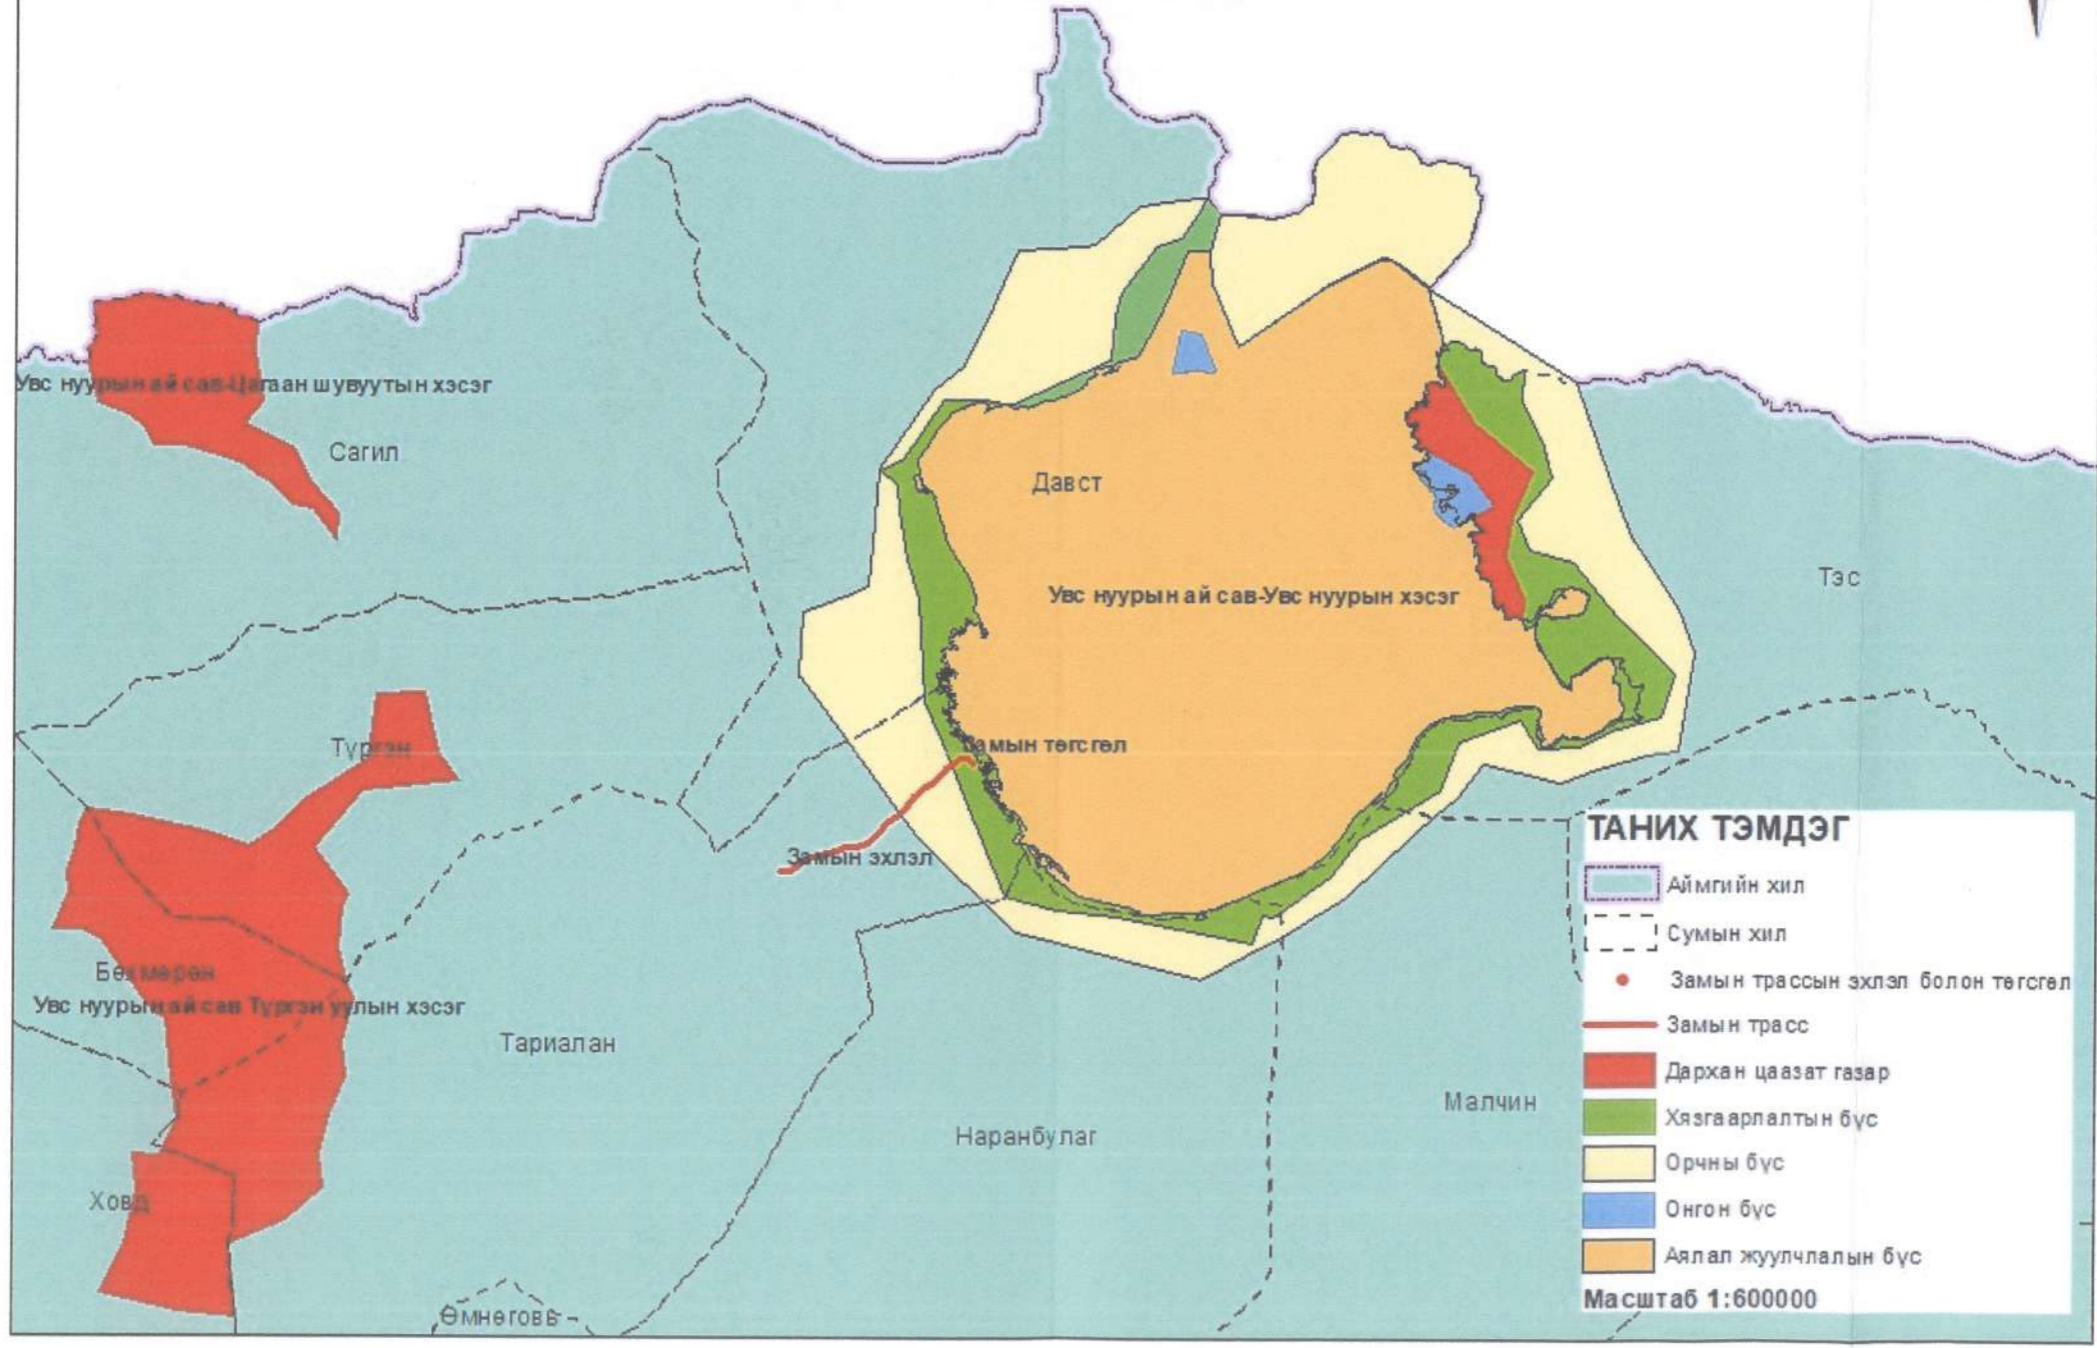 Увс нуурын ай сав-Цагаан шувуутын хэсэг
Сагил
Давст
Тэс
Увс нуурын ай сав-Увс нуурын хэсэг
Түргэн
Замын төгсгөл
Замын эхлэл
Бөхмөрөн
Увс нуурын ай сав Түргэн уулын хэсэг
Тариалан
Наранбулаг
Малчин
Ховд
Өмнөговь
ТАНИХ ТЭМДЭГ
Аймгийн хил
Сумын хил
Замын трассын эхлэл болон төгсгөл
Замын трасс
Дархан цаазат газар
Хязгаарлалтын бүс
Орчны бүс
Онгон бүс
Аялал жуулчлалын бүс
Масштаб 1:600000